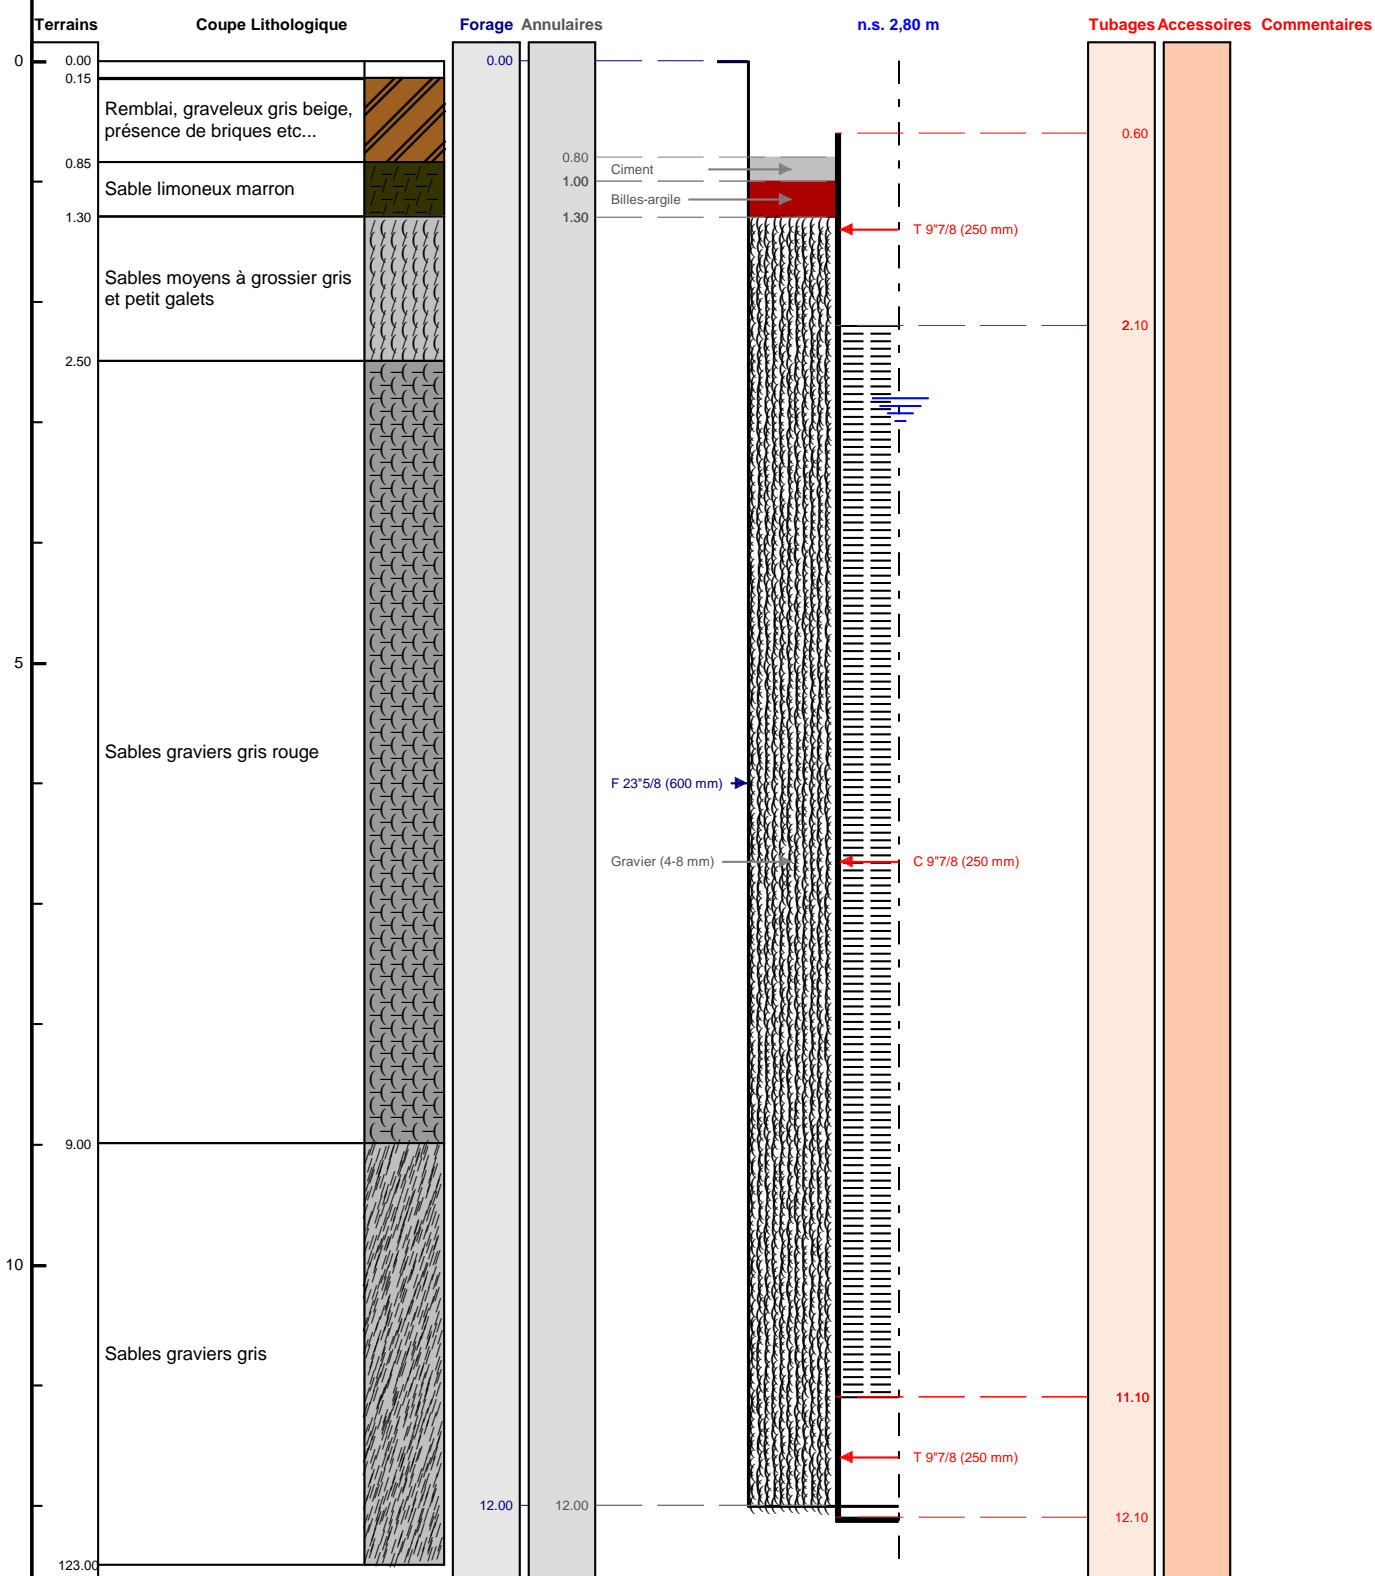 Terrains Coupe Lithologique Forage Annulaires n.s. 2,80 m Tubages Accessoires Commentaires
0 0.00 0.00
0.15
Remblai, graveleux gris beige,
présence de briques etc...
0.60
0.80
0.85
Ciment
1.00
Sable limoneux marron
Billes-argile
1.30 1.30
T 9"7/8 (250 mm)
Sables moyens à grossier gris
et petit galets
2.10
2.50
5
Sables graviers gris rouge
F 23"5/8 (600 mm)
Gravier (4-8 mm) C 9"7/8 (250 mm)
9.00
10
Sables graviers gris
11.10
T 9"7/8 (250 mm)
12.00 12.00
12.10
123.00